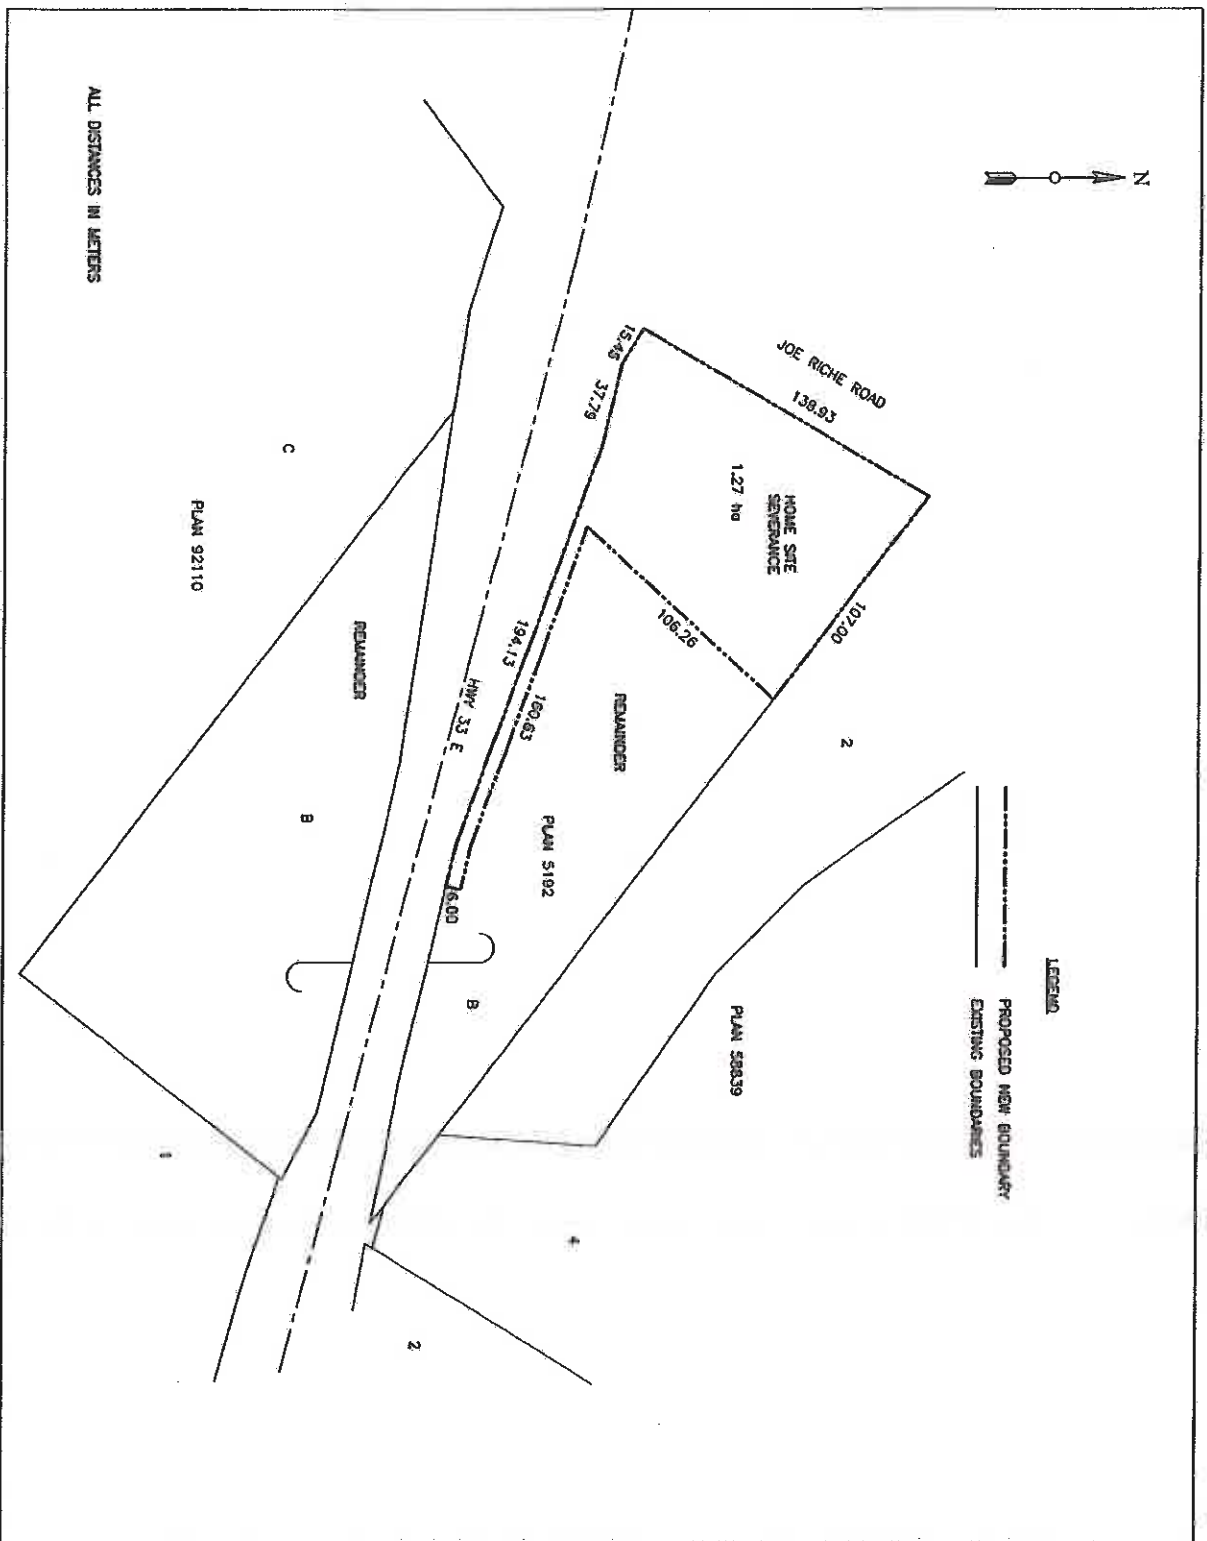 N
JOE RICHE ROAD
138.93
15.45
37.79
HOME SITE
SEVERANCE
1.27 ha
107.00
106.26
194.13
160.63
HWY 33 E
6.00
REMAINDER
PLAN 5192
B
2
LEGEND
PROPOSED NEW BOUNDARY
EXISTING BOUNDARIES
PLAN 58839
4
2
C
PLAN 92110
REMAINDER
B
1
ALL DISTANCES IN METERS